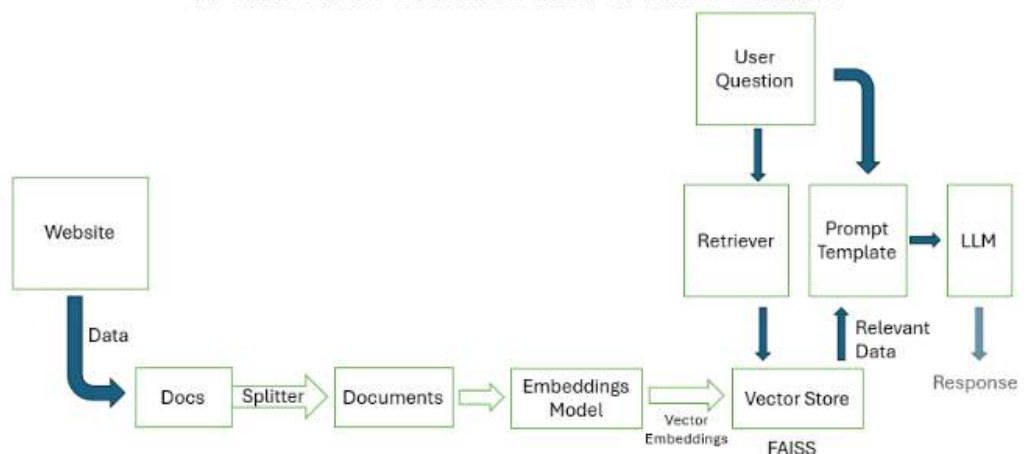 User
Question
Website
Retriever
Prompt
Template
LLM
Data
Relevant
Data
Response
Docs
Splitter
Documents
Embeddings
Model
Vector
Embeddings
Vector Store
FAISS